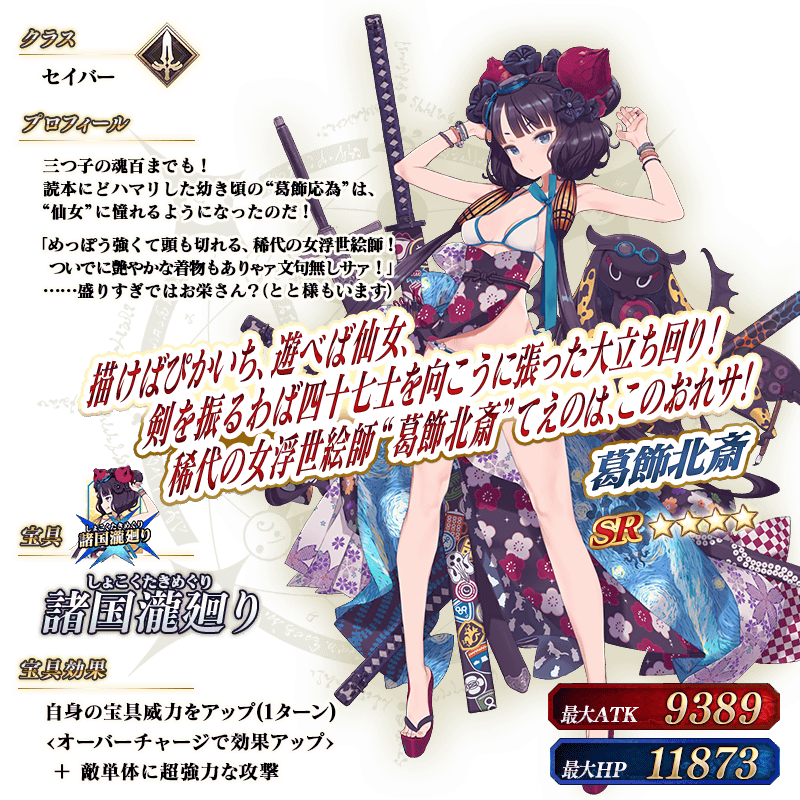 クラス
セイバー
プロフィール
三つ子の魂百までも！
読本にどハマりした幼き頃の“葛飾応為”は、
“仙女”に憧れるようになったのだ！
「めっぽう強くて頭も切れる、稀代の女浮世絵師！
ついでに艶やかな着物もありゃァ文句無しサァ！」
……盛りすぎではお栄さん？（とと様もいます）
描けばぴかいち、遊べば仙女、
剣を振るわば四十七士を向こうに張った大立ち回り！
稀代の女浮世絵師“葛飾北斎”てえのは、このおれサ！
葛飾北斎
SR ★★★★
宝具
しょこくたきめぐり
諸国瀧廻り
しょこくたきめぐり
諸国瀧廻り
宝具効果
自身の宝具威力をアップ(1ターン)
<オーバーチャージで効果アップ>
＋ 敵単体に超強力な攻撃
最大ATK 9389
最大HP 11873